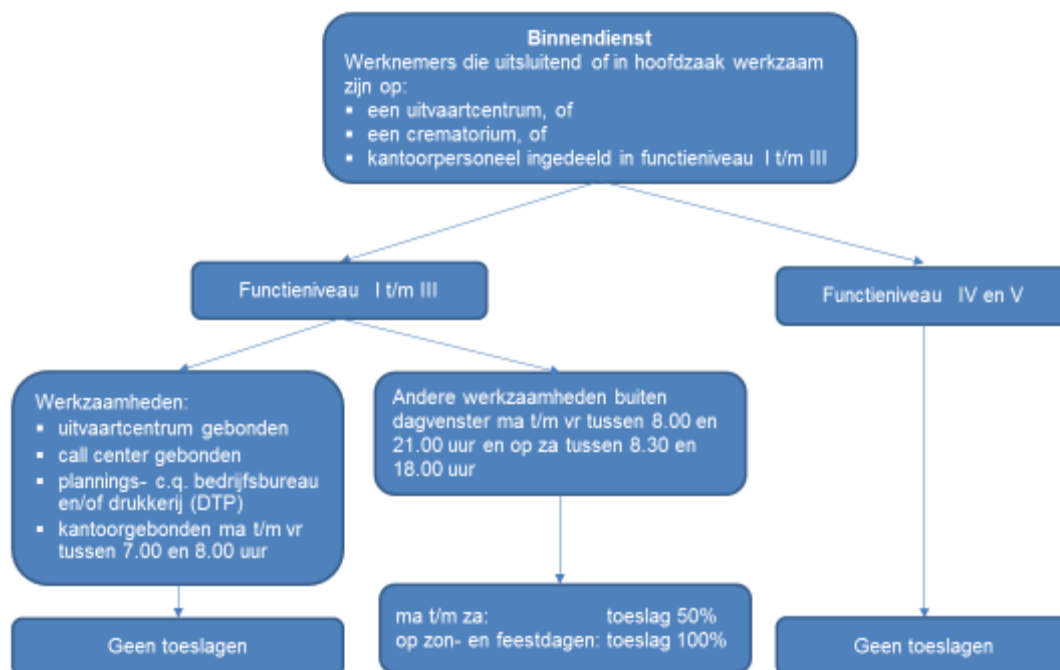 Binnendienst
Werknemers die uitsluitend of in hoofdzaak werkzaam
zijn op:
▪ een uitvaartcentrum, of
▪ een crematorium, of
▪ kantoorpersoneel ingedeeld in functieniveau I t/m III
Functieniveau I t/m III
Functieniveau IV en V
Werkzaamheden:
▪ uitvaartcentrum gebonden
▪ call center gebonden
▪ plannings- c.q. bedrijfsbureau
en/of drukkerij (DTP)
▪ kantoorgebonden ma t/m vr
tussen 7.00 en 8.00 uur
Andere werkzaamheden buiten
dagvenster ma t/m vr tussen 8.00 en
21.00 uur en op za tussen 8.30 en
18.00 uur
Geen toeslagen
ma t/m za: toeslag 50%
op zon- en feestdagen: toeslag 100%
Geen toeslagen